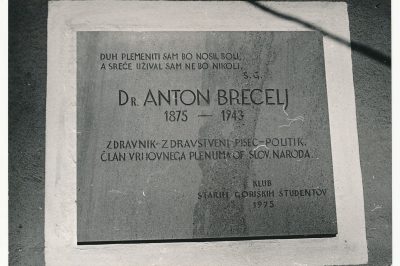 DUH PLEMENITI SAM BO NOSIL BOLI,
A SREČE UŽIVAL SAM NE BO NIKOLI.
S. G.
DR. ANTON BRECELJ
1875 — 1943
ZDRAVNIK - ZDRAVSTVENI PISEC - POLITIK.
ČLAN VRHOVNEGA PLENUMA OF SLOV. NARODA.
KLUB
STARIH GORIŠKIH ŠTUDENTOV
1975